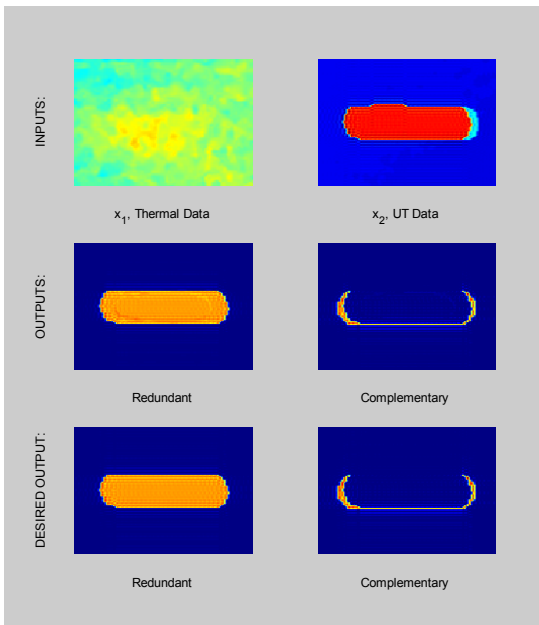 INPUTS:
x1, Thermal Data
x2, UT Data
OUTPUTS:
Redundant
Complementary
DESIRED OUTPUT:
Redundant
Complementary